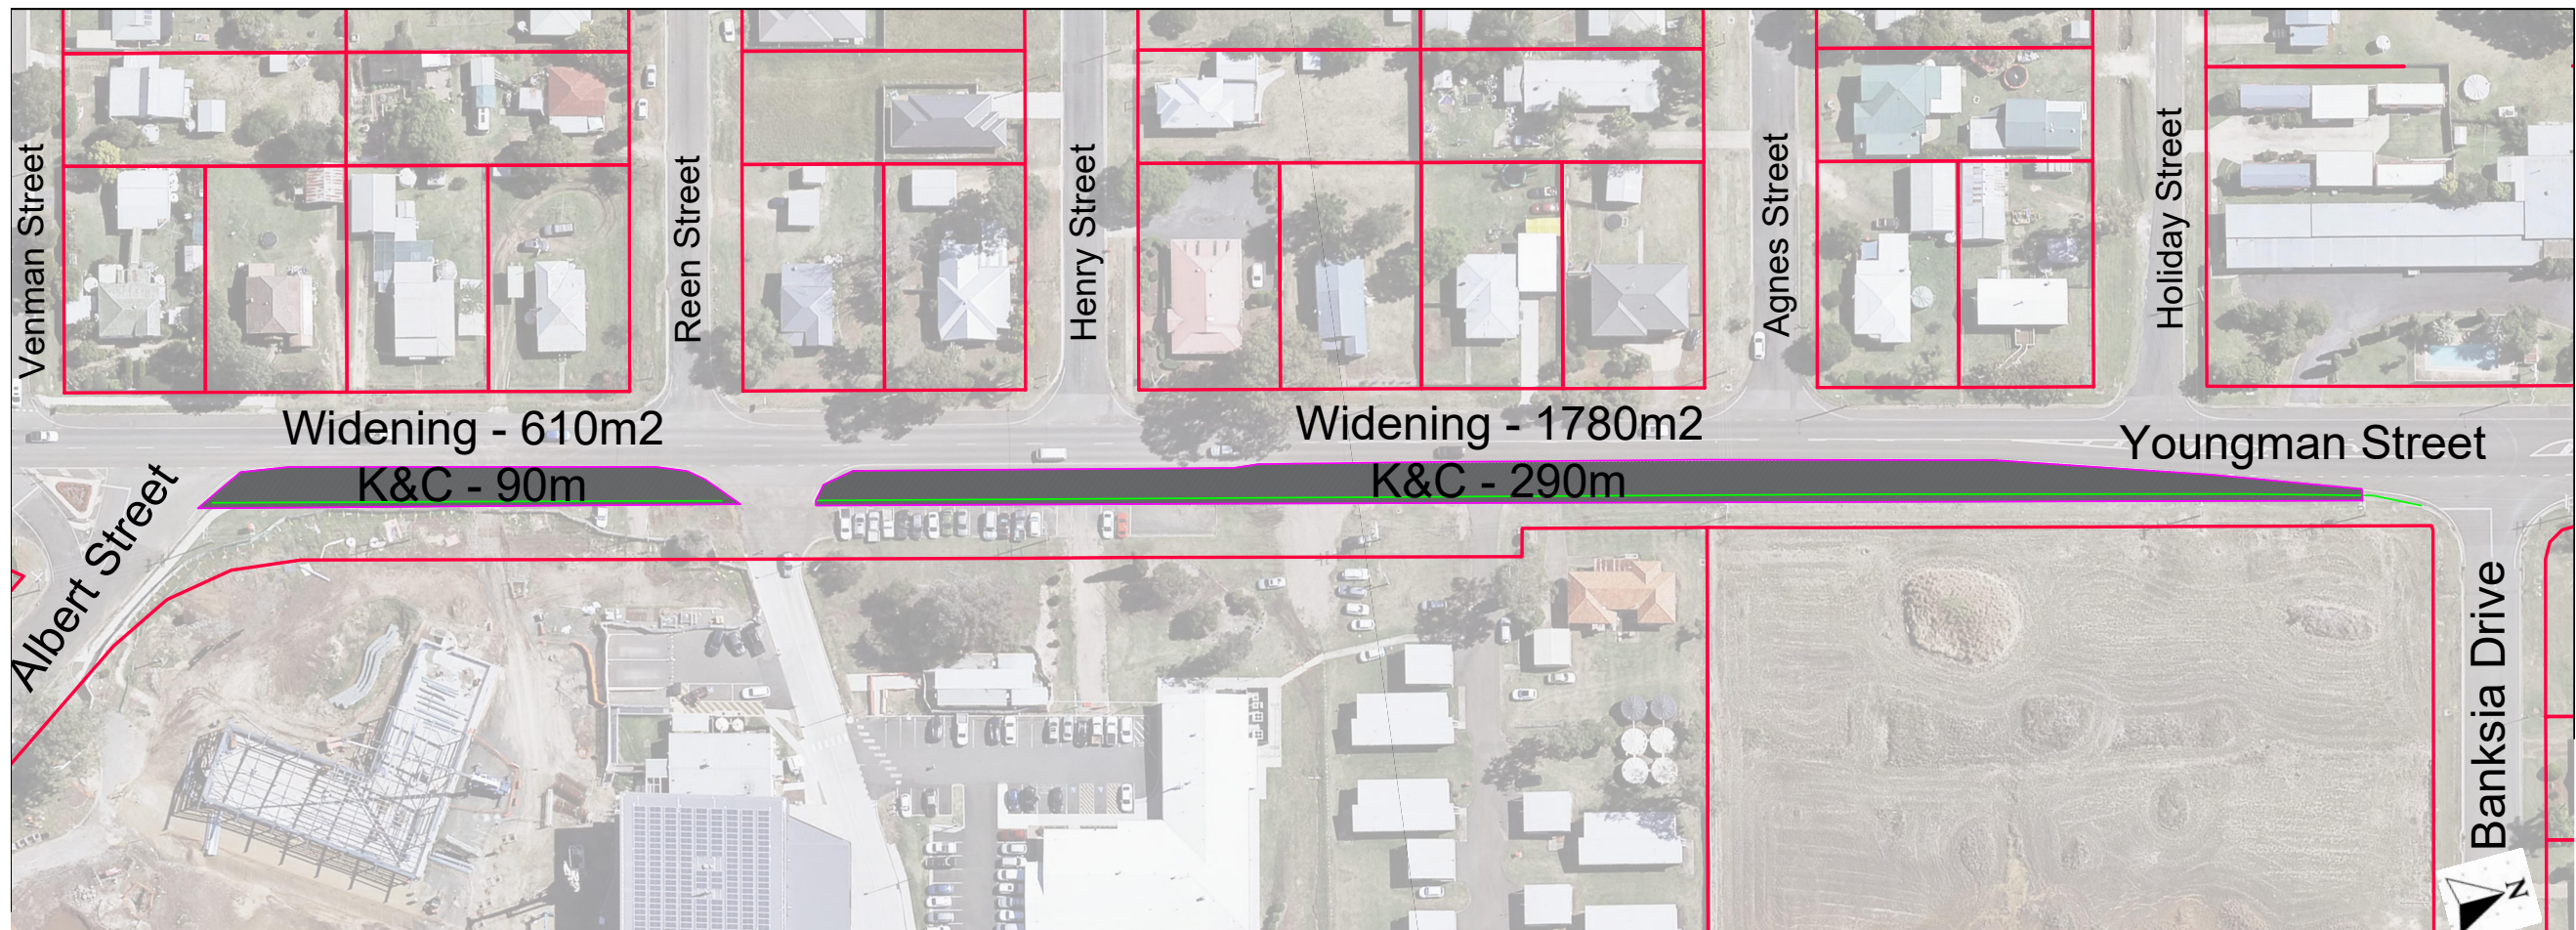 Venman Street
Reen Street
Henry Street
Agnes Street
Holiday Street
Widening - 610m2
K&C - 90m
Widening - 1780m2
K&C - 290m
Youngman Street
Albert Street
Banksia Drive
N